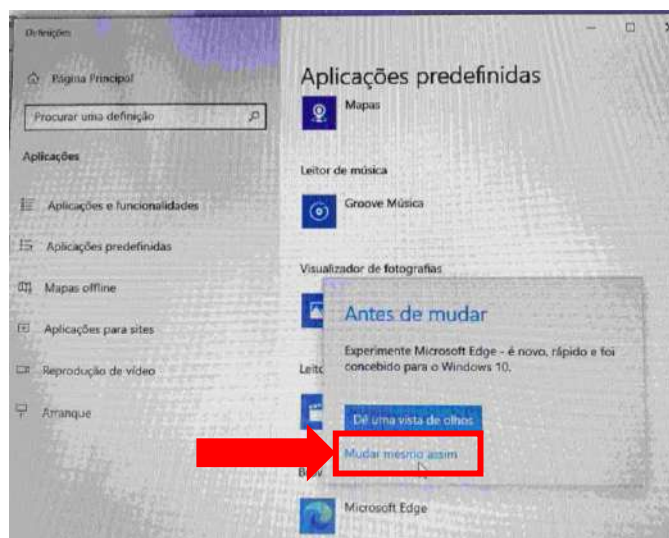 Definições
Página Principal
Procurar uma definição
Aplicações
Aplicações e funcionalidades
Aplicações predefinidas
Mapas offline
Aplicações para sites
Reprodução de vídeo
Arranque
Aplicações predefinidas
Mapas
Leitor de música
Groove Música
Visualizador de fotografias
Leito
Antes de mudar
Experimente Microsoft Edge - é novo, rápido e foi
concebido para o Windows 10.
Dê uma vista de olhos
Mudar mesmo assim
Microsoft Edge